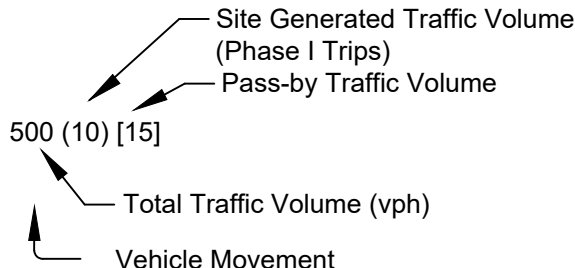 Site Generated Traffic Volume
(Phase I Trips)
Pass-by Traffic Volume
500 (10) [15]
Total Traffic Volume (vph)
Vehicle Movement